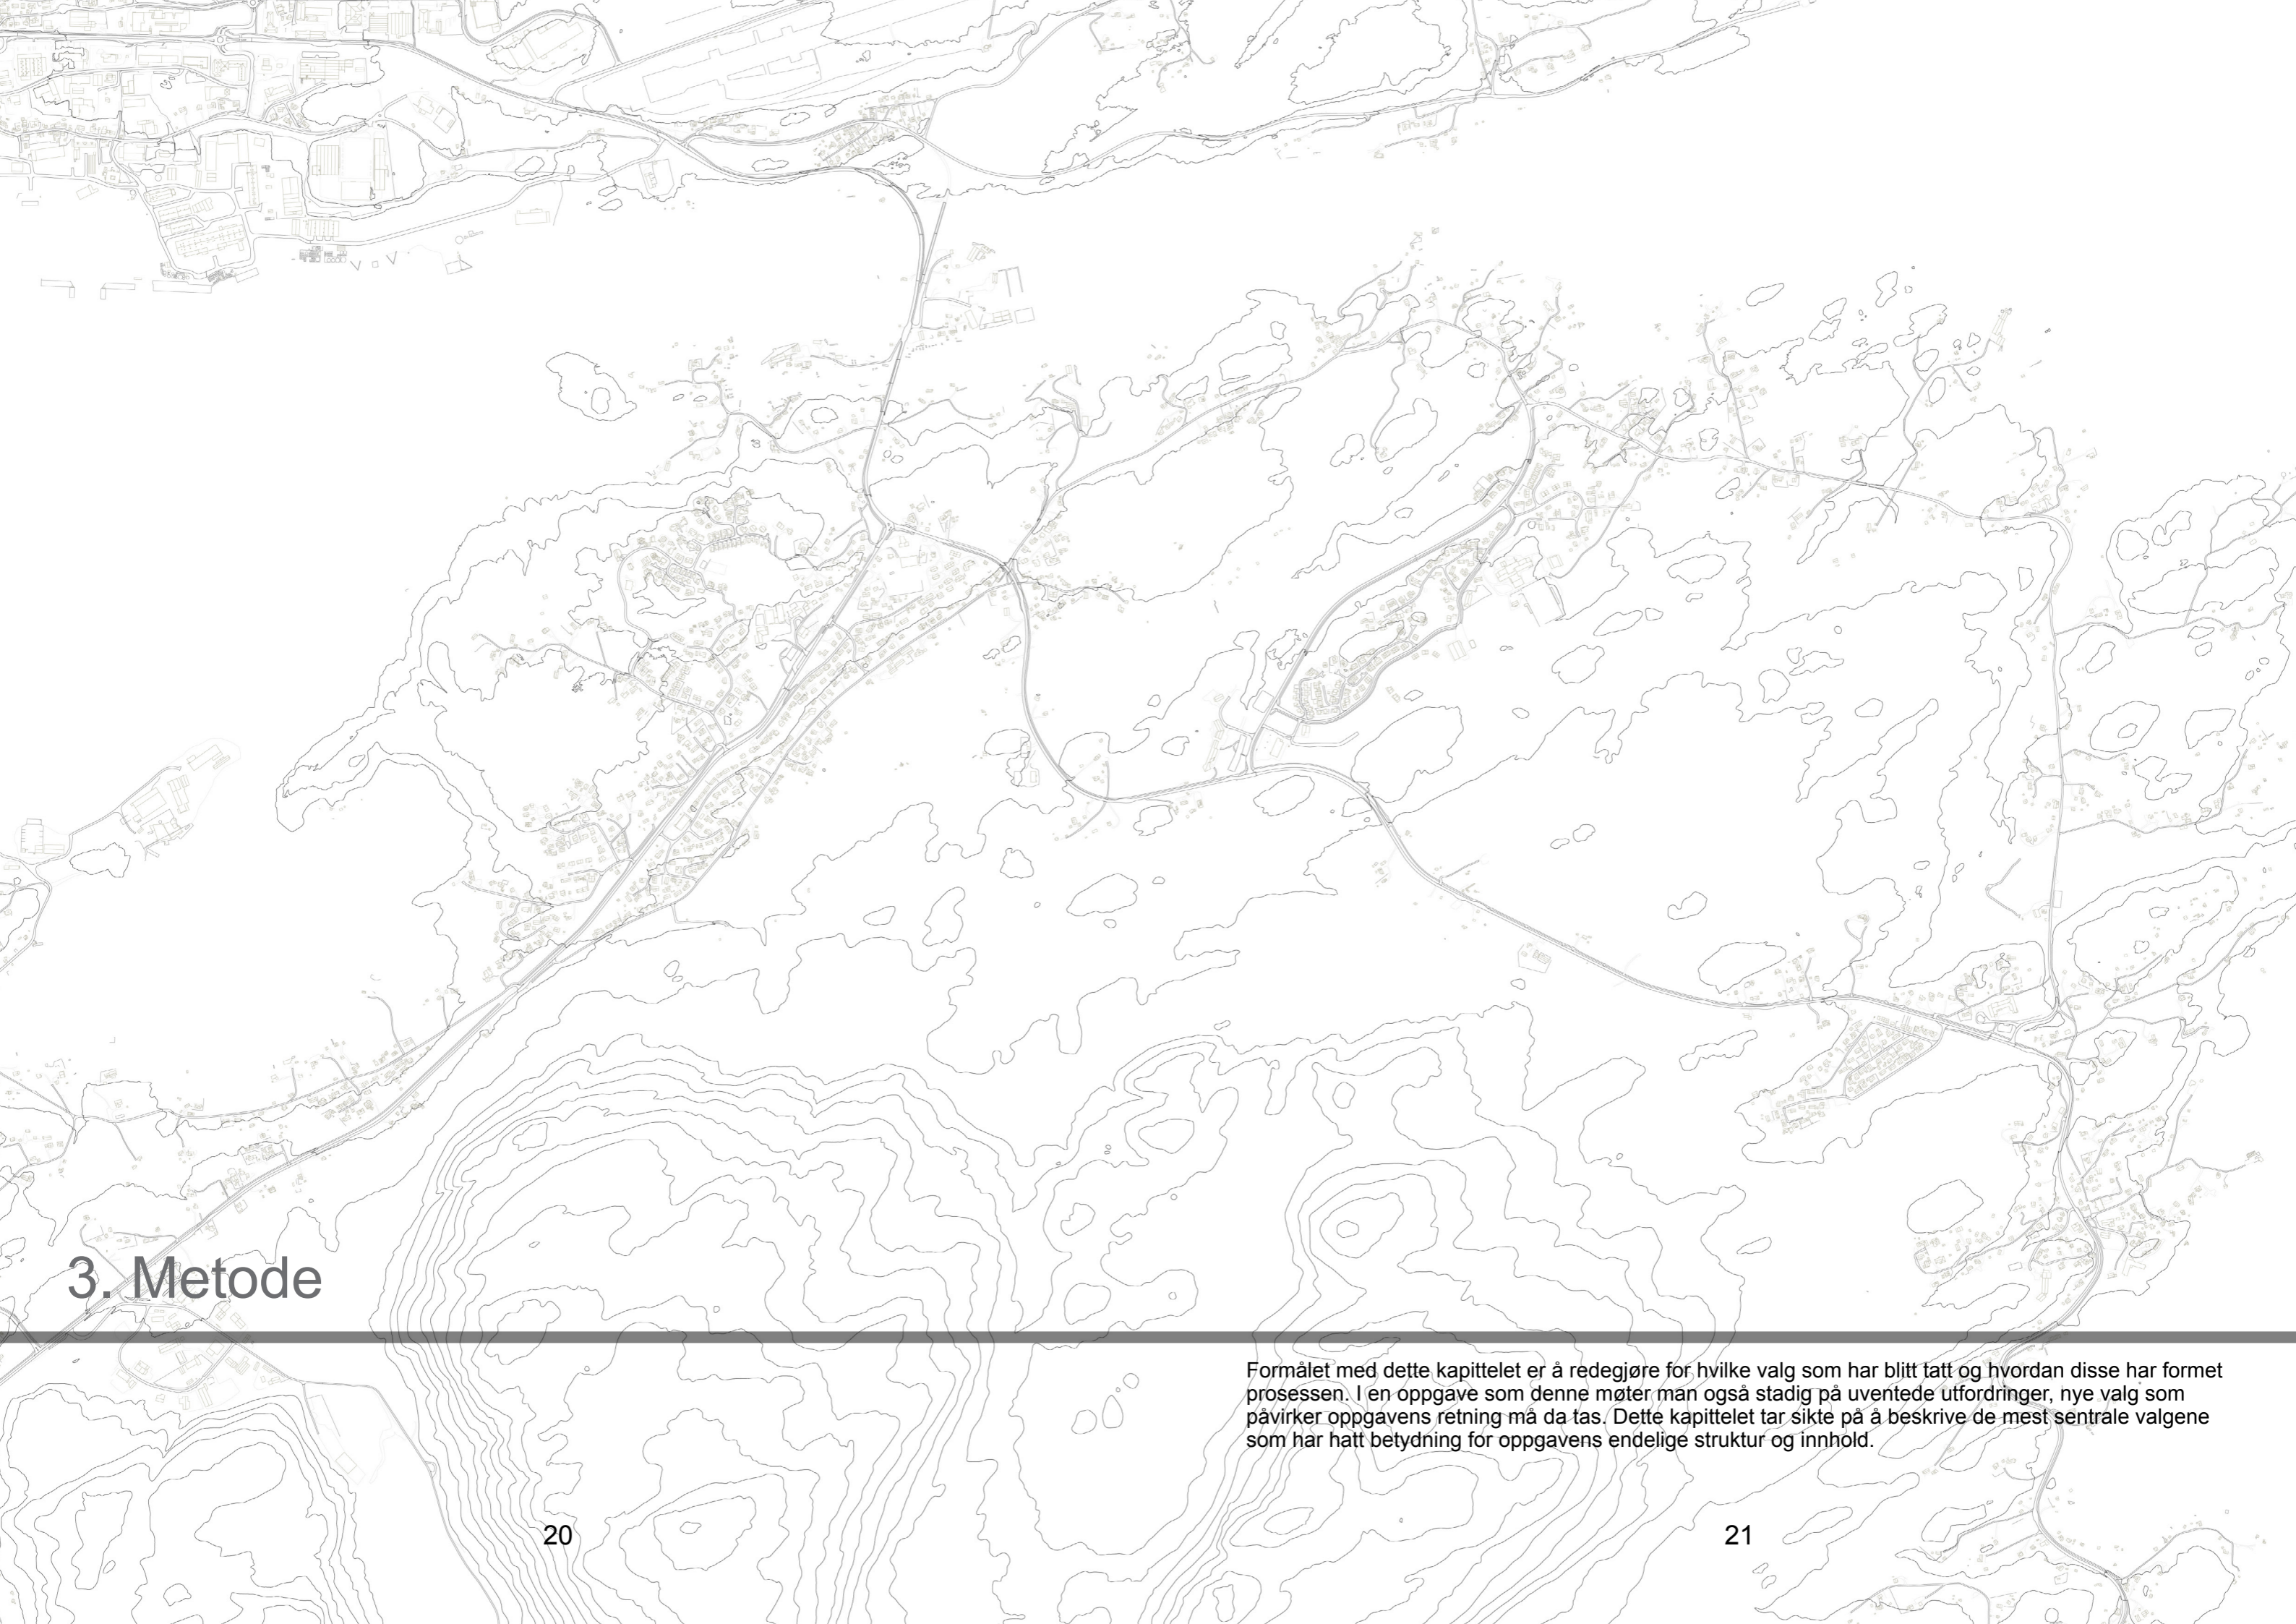 3. Metode
Formålet med dette kapittelet er å redegjøre for hvilke valg som har blitt tatt og hvordan disse har formet
prosessen. I en oppgave som denne møter man også stadig på uventede utfordringer, nye valg som
påvirker oppgavens retning må da tas. Dette kapittelet tar sikte på å beskrive de mest sentrale valgene
som har hatt betydning for oppgavens endelige struktur og innhold.
20
21